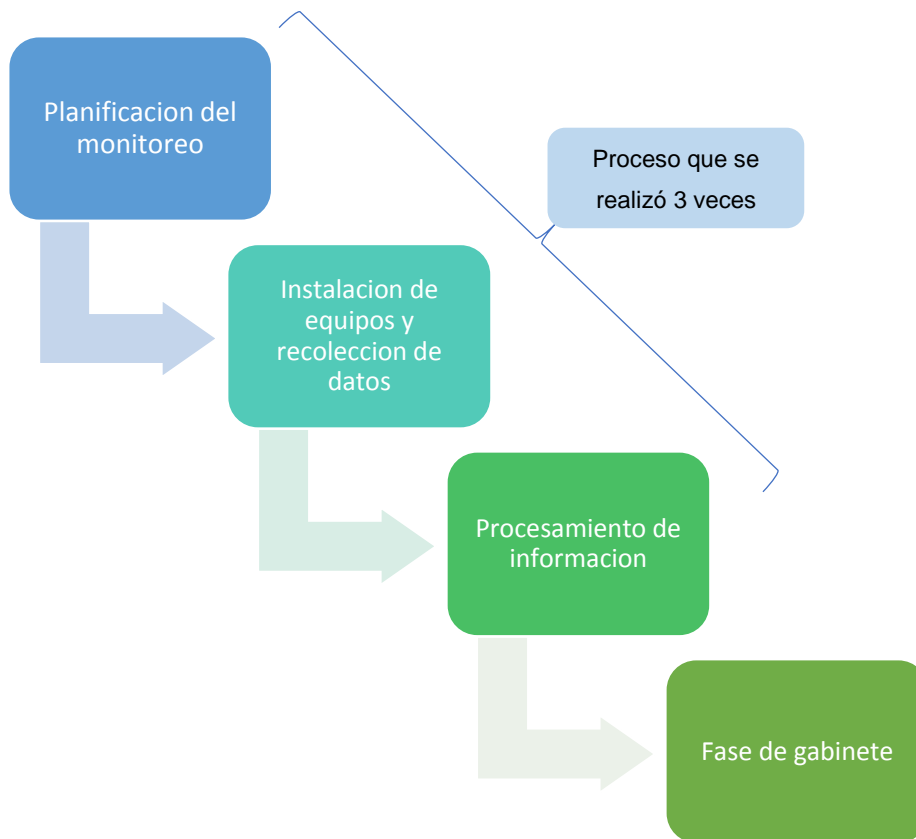 Planificacion del
monitoreo
Proceso que se
realizó 3 veces
Instalacion de
equipos y
recoleccion de
datos
Procesamiento de
informacion
Fase de gabinete